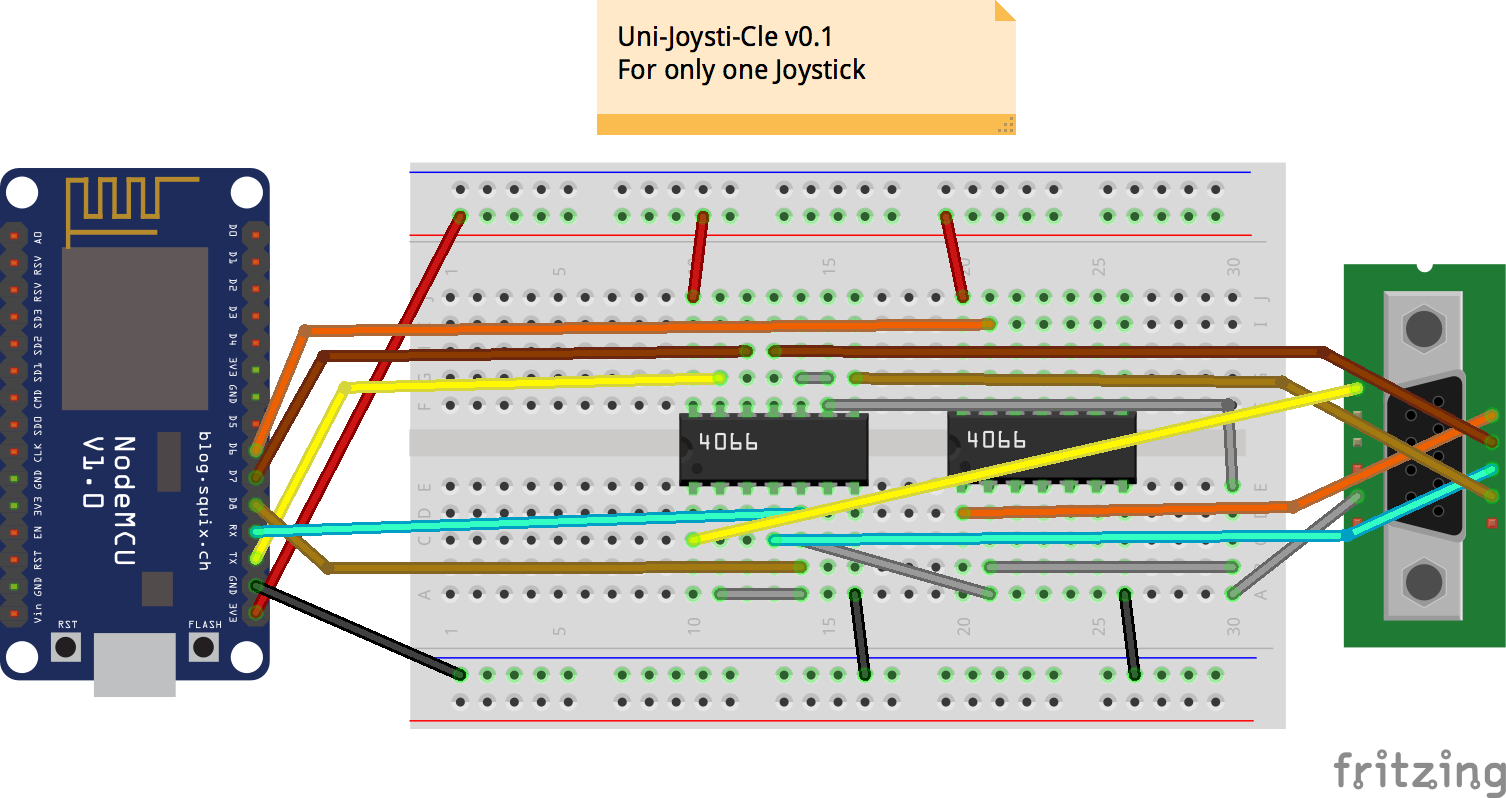 Uni-Joysti-Cle v0.1
For only one Joystick
A0
RSV
RSV
SD3
SD2
SD1
CMD
SD0
CLK
GND
3V3
EN
RST
GND
Vin
D0
D1
D2
D3
D4
3V3
GND
D5
D6
D7
D8
RX
TX
GND
3V3
NodeMCU
V1.0
blog.squix.ch
RST
FLASH
1
5
15
20
25
30
J
I
G
F
4066
4066
E
E
D
D
C
A
A
1
5
10
15
20
25
30
fritzing